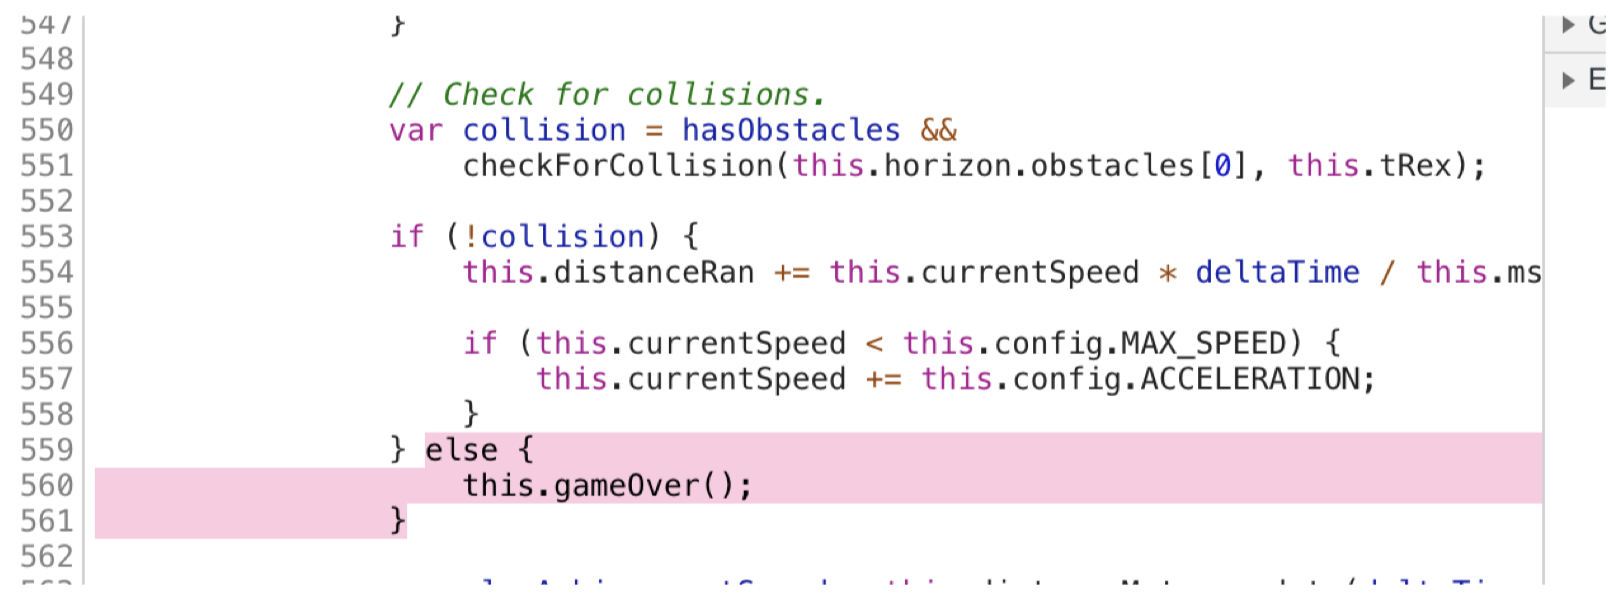 547 }
548
549 // Check for collisions.
550 var collision = hasObstacles &&
551 checkForCollision(this.horizon.obstacles[0], this.tRex);
552
553 if (!collision) {
554 this.distanceRan += this.currentSpeed * deltaTime / this.ms
555
556 if (this.currentSpeed < this.config.MAX_SPEED) {
557 this.currentSpeed += this.config.ACCELERATION;
558 }
559 } else {
560 this.gameOver();
561 }
562